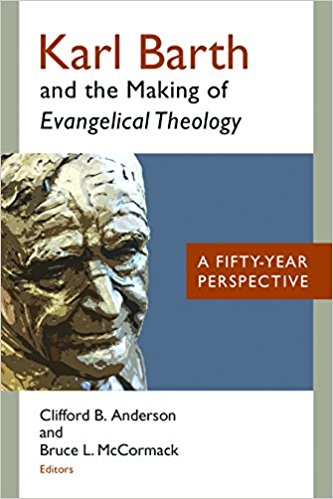 Karl Barth
and the Making of
Evangelical Theology
A FIFTY-YEAR
PERSPECTIVE
Clifford B. Anderson
and
Bruce L. McCormack
Editors